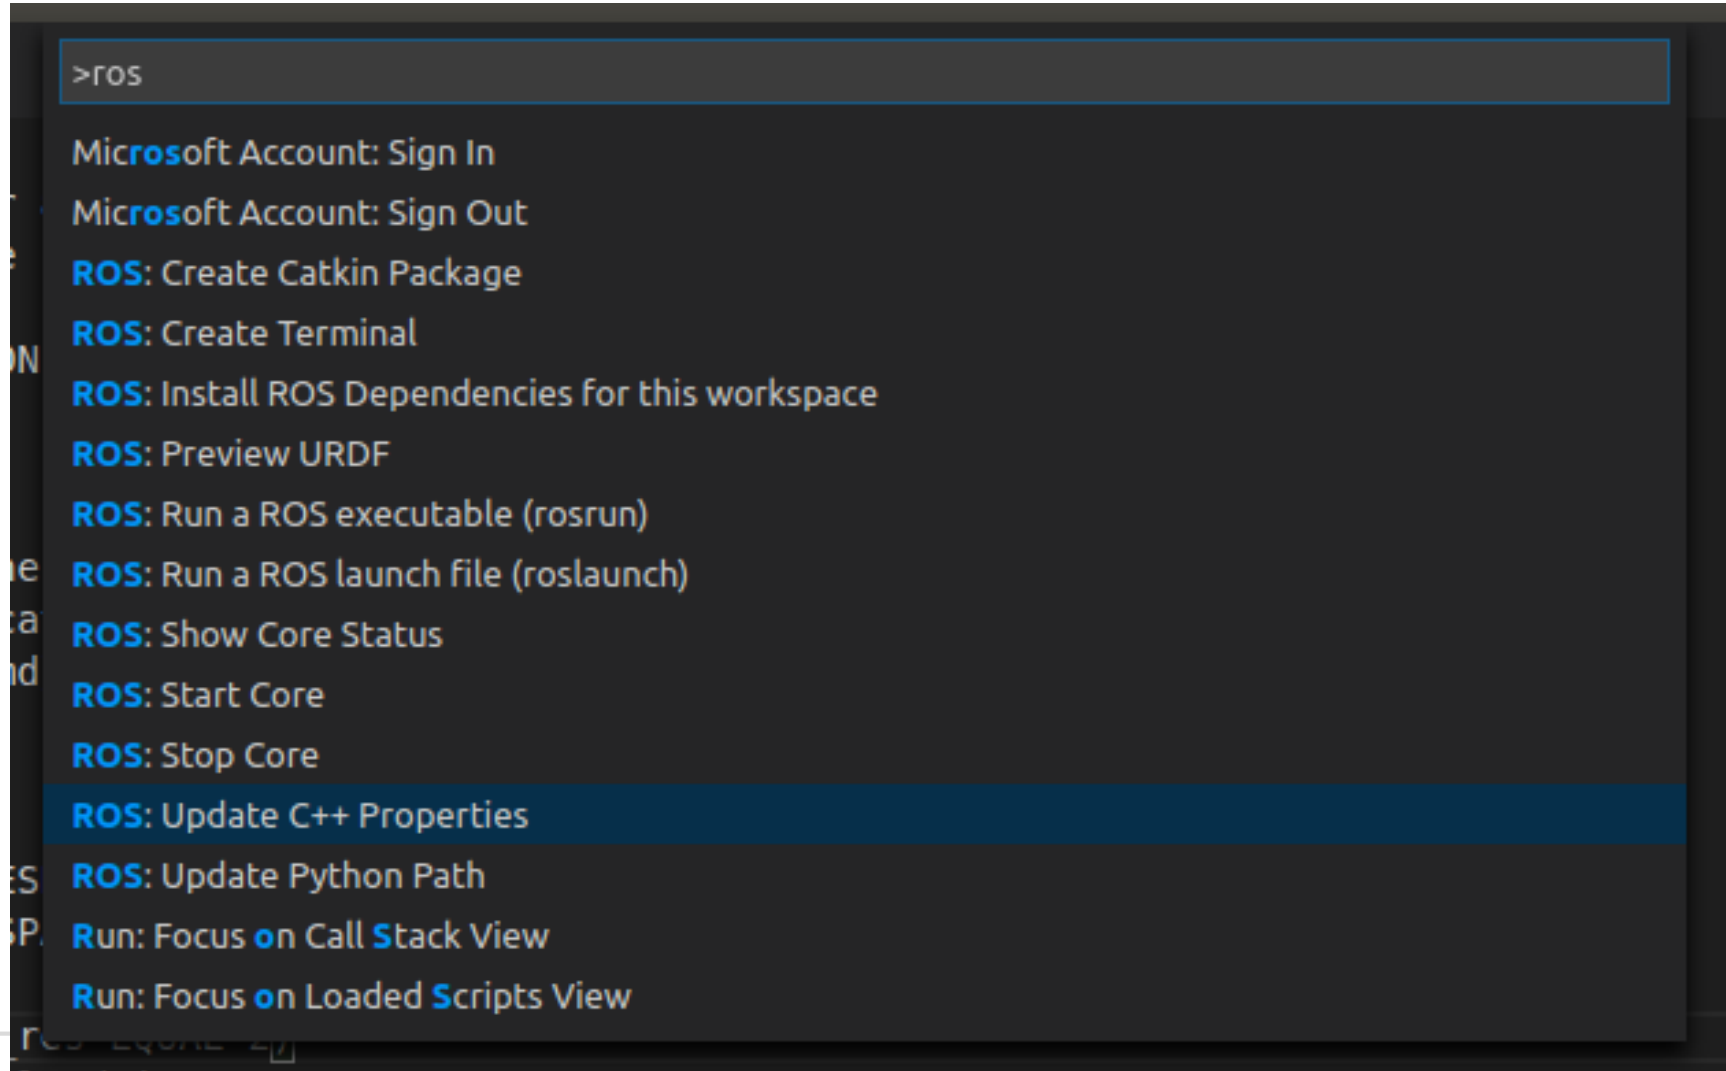 >ros
Microsoft Account: Sign In
Microsoft Account: Sign Out
ROS: Create Catkin Package
ROS: Create Terminal
ON
ROS: Install ROS Dependencies for this workspace
ROS: Preview URDF
ROS: Run a ROS executable (rosrun)
ROS: Run a ROS launch file (roslaunch)
ROS: Show Core Status
ROS: Start Core
ROS: Stop Core
ROS: Update C++ Properties
ROS: Update Python Path
Run: Focus on Call Stack View
Run: Focus on Loaded Scripts View